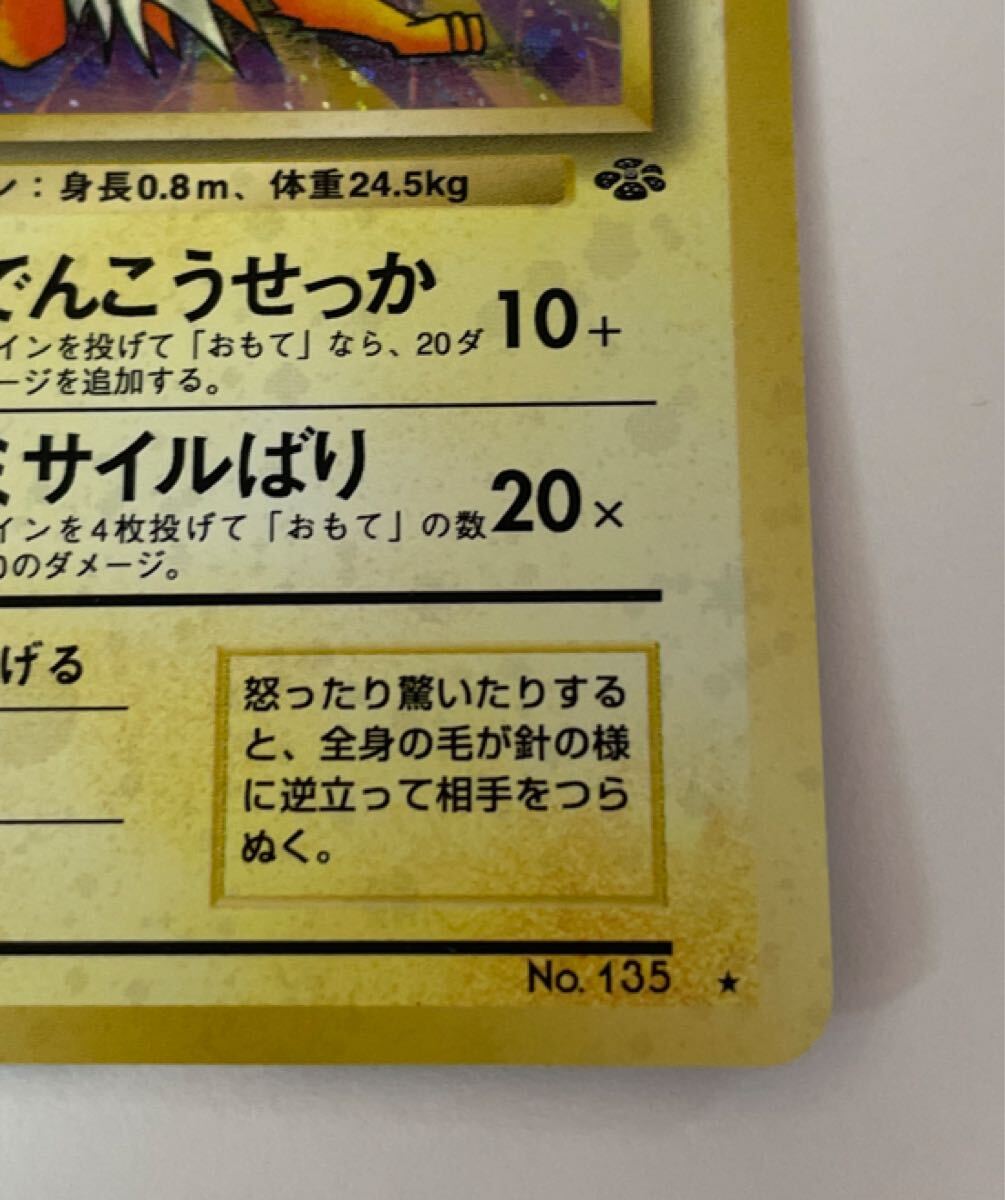 ン：身長0.8m、体重24.5kg
でんこうせっか 10+
インを投げて「おもて」なら、20ダ
ージを追加する。
ミサイルばり 20×
インを4枚投げて「おもて」の数
0のダメージ。
げる
怒ったり驚いたりする
と、全身の毛が針の様
に逆立って相手をつら
ぬく。
No. 135 ★